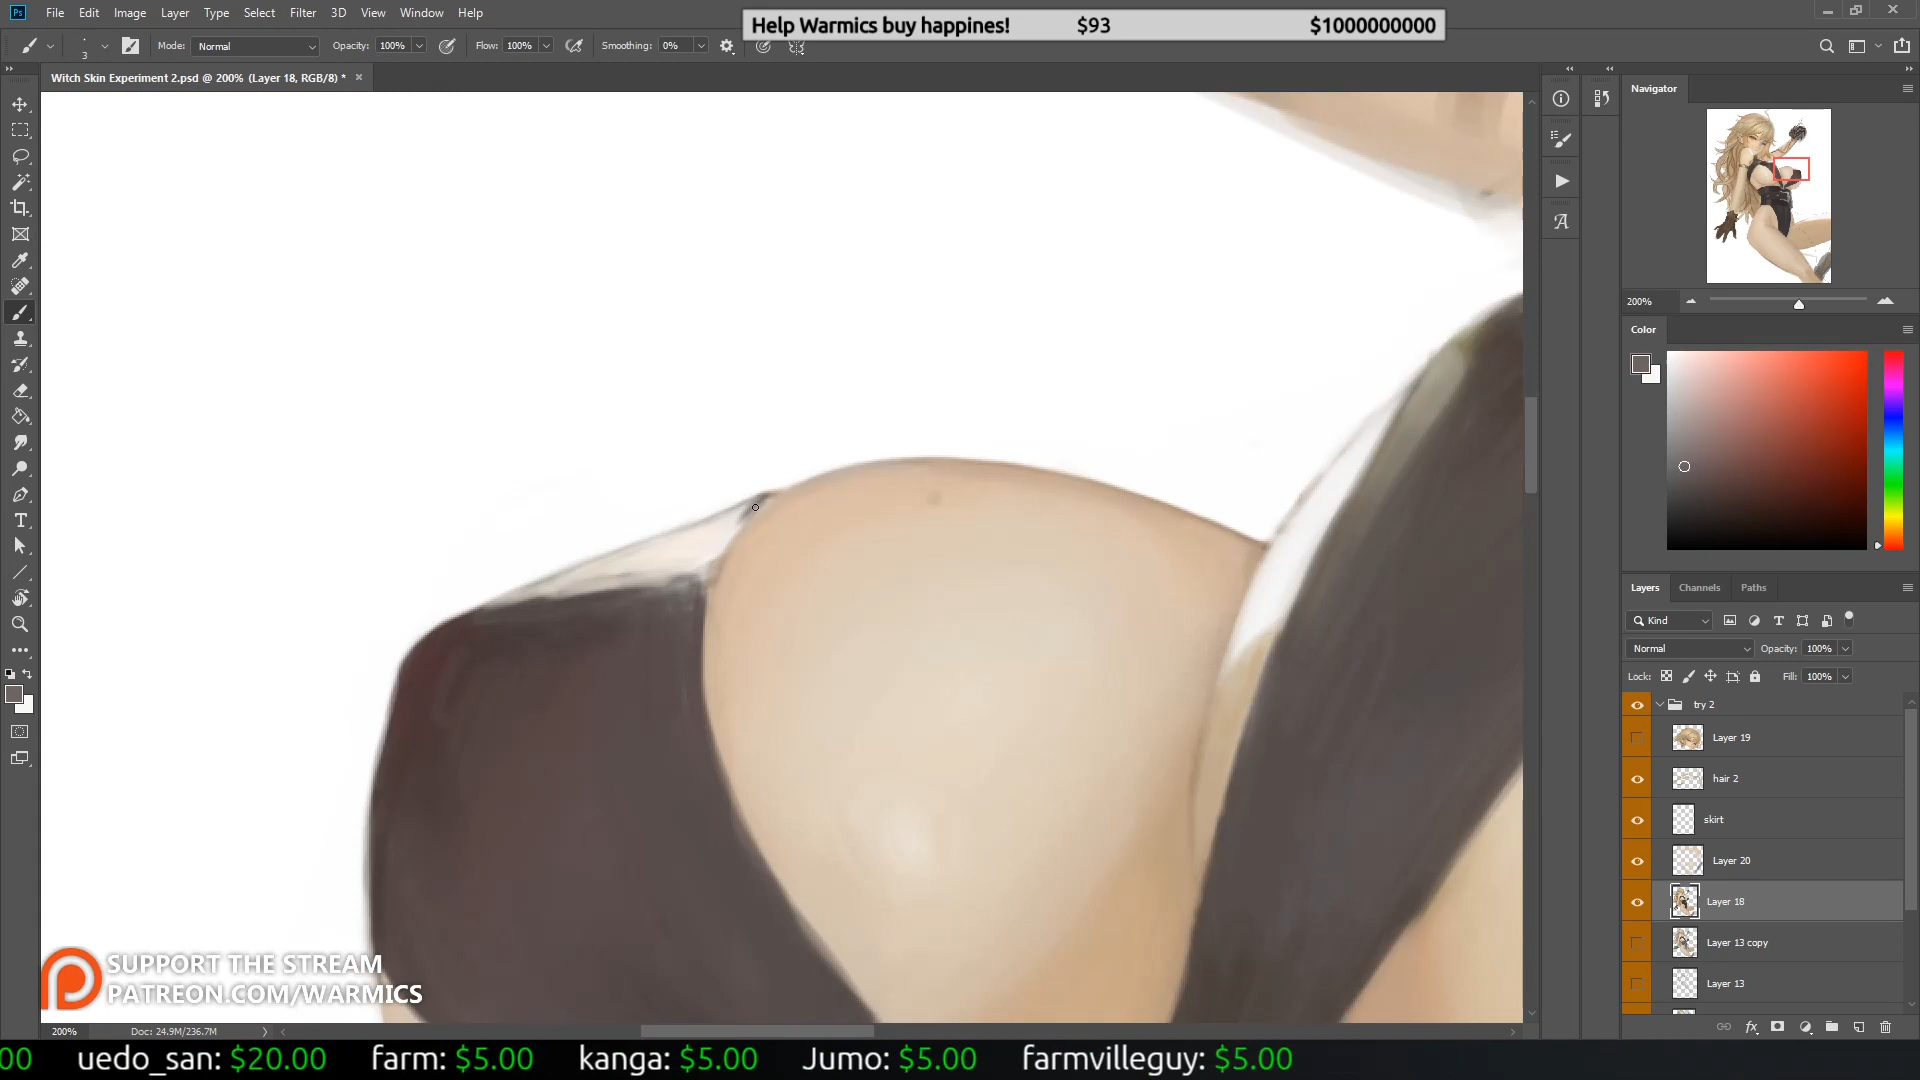 File Edit Image Layer Type Select Filter 3D View Window Help
Help Warmics buy happines! $93 $1000000000
3 Mode: Normal Opacity: 100% Flow: 100% Smoothing: 0%
Witch Skin Experiment 2.psd @ 200% (Layer 18, RGB/8) *
Navigator
200%
Color
Layers Channels Paths
Kind
Normal Opacity: 100%
Lock: Fill: 100%
try 2
Layer 19
hair 2
skirt
Layer 20
Layer 18
Layer 13 copy
Layer 13
SUPPORT THE STREAM
PATREON.COM/WARMICS
200% Doc: 24.9M/236.7M
00 uedo_san: $20.00 farm: $5.00 kanga: $5.00 Jumo: $5.00 farmvilleguy: $5.00